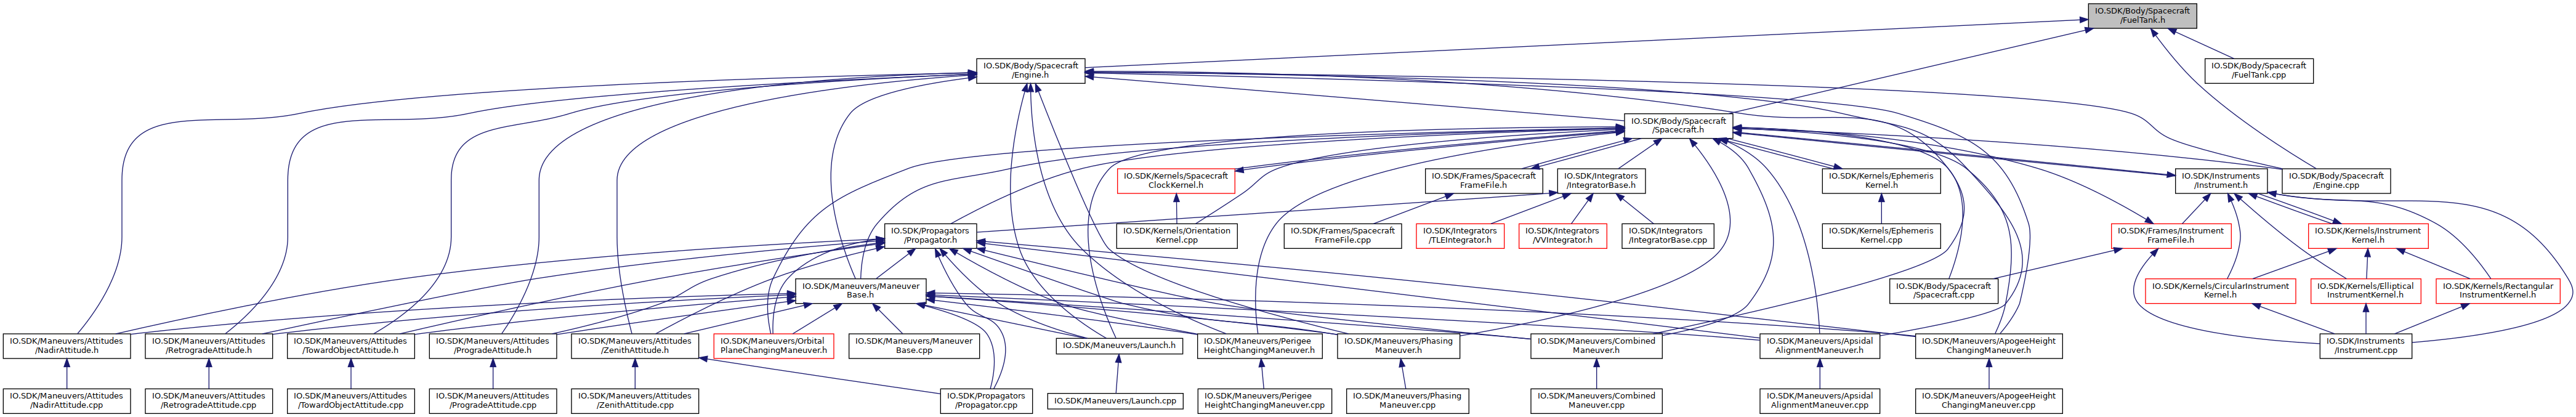 IO.SDK/Body/Spacecraft
/FuelTank.h
IO.SDK/Body/Spacecraft
/Engine.h
IO.SDK/Body/Spacecraft
/FuelTank.cpp
IO.SDK/Body/Spacecraft
/Spacecraft.h
IO.SDK/Kernels/Spacecraft
ClockKernel.h
IO.SDK/Frames/Spacecraft
FrameFile.h
IO.SDK/Integrators
/IntegratorBase.h
IO.SDK/Kernels/Ephemeris
Kernel.h
IO.SDK/Instruments
/Instrument.h
IO.SDK/Body/Spacecraft
/Engine.cpp
IO.SDK/Propagators
/Propagator.h
IO.SDK/Kernels/Orientation
Kernel.cpp
IO.SDK/Frames/Spacecraft
FrameFile.cpp
IO.SDK/Integrators
/TLEIntegrator.h
IO.SDK/Integrators
/VVIntegrator.h
IO.SDK/Integrators
/IntegratorBase.cpp
IO.SDK/Kernels/Ephemeris
Kernel.cpp
IO.SDK/Frames/Instrument
FrameFile.h
IO.SDK/Kernels/Instrument
Kernel.h
IO.SDK/Maneuvers/Maneuver
Base.h
IO.SDK/Body/Spacecraft
/Spacecraft.cpp
IO.SDK/Kernels/CircularInstrument
Kernel.h
IO.SDK/Kernels/Elliptical
InstrumentKernel.h
IO.SDK/Kernels/Rectangular
InstrumentKernel.h
IO.SDK/Maneuvers/Attitudes
/NadirAttitude.h
IO.SDK/Maneuvers/Attitudes
/RetrogradeAttitude.h
IO.SDK/Maneuvers/Attitudes
/TowardObjectAttitude.h
IO.SDK/Maneuvers/Attitudes
/ProgradeAttitude.h
IO.SDK/Maneuvers/Attitudes
/ZenithAttitude.h
IO.SDK/Maneuvers/Orbital
PlaneChangingManeuver.h
IO.SDK/Maneuvers/Maneuver
Base.cpp
IO.SDK/Maneuvers/Launch.h
IO.SDK/Maneuvers/Perigee
HeightChangingManeuver.h
IO.SDK/Maneuvers/Phasing
Maneuver.h
IO.SDK/Maneuvers/Combined
Maneuver.h
IO.SDK/Maneuvers/Apsidal
AlignmentManeuver.h
IO.SDK/Maneuvers/ApogeeHeight
ChangingManeuver.h
IO.SDK/Instruments
/Instrument.cpp
IO.SDK/Maneuvers/Attitudes
/NadirAttitude.cpp
IO.SDK/Maneuvers/Attitudes
/RetrogradeAttitude.cpp
IO.SDK/Maneuvers/Attitudes
/TowardObjectAttitude.cpp
IO.SDK/Maneuvers/Attitudes
/ProgradeAttitude.cpp
IO.SDK/Maneuvers/Attitudes
/ZenithAttitude.cpp
IO.SDK/Propagators
/Propagator.cpp
IO.SDK/Maneuvers/Launch.cpp
IO.SDK/Maneuvers/Perigee
HeightChangingManeuver.cpp
IO.SDK/Maneuvers/Phasing
Maneuver.cpp
IO.SDK/Maneuvers/Combined
Maneuver.cpp
IO.SDK/Maneuvers/Apsidal
AlignmentManeuver.cpp
IO.SDK/Maneuvers/ApogeeHeight
ChangingManeuver.cpp